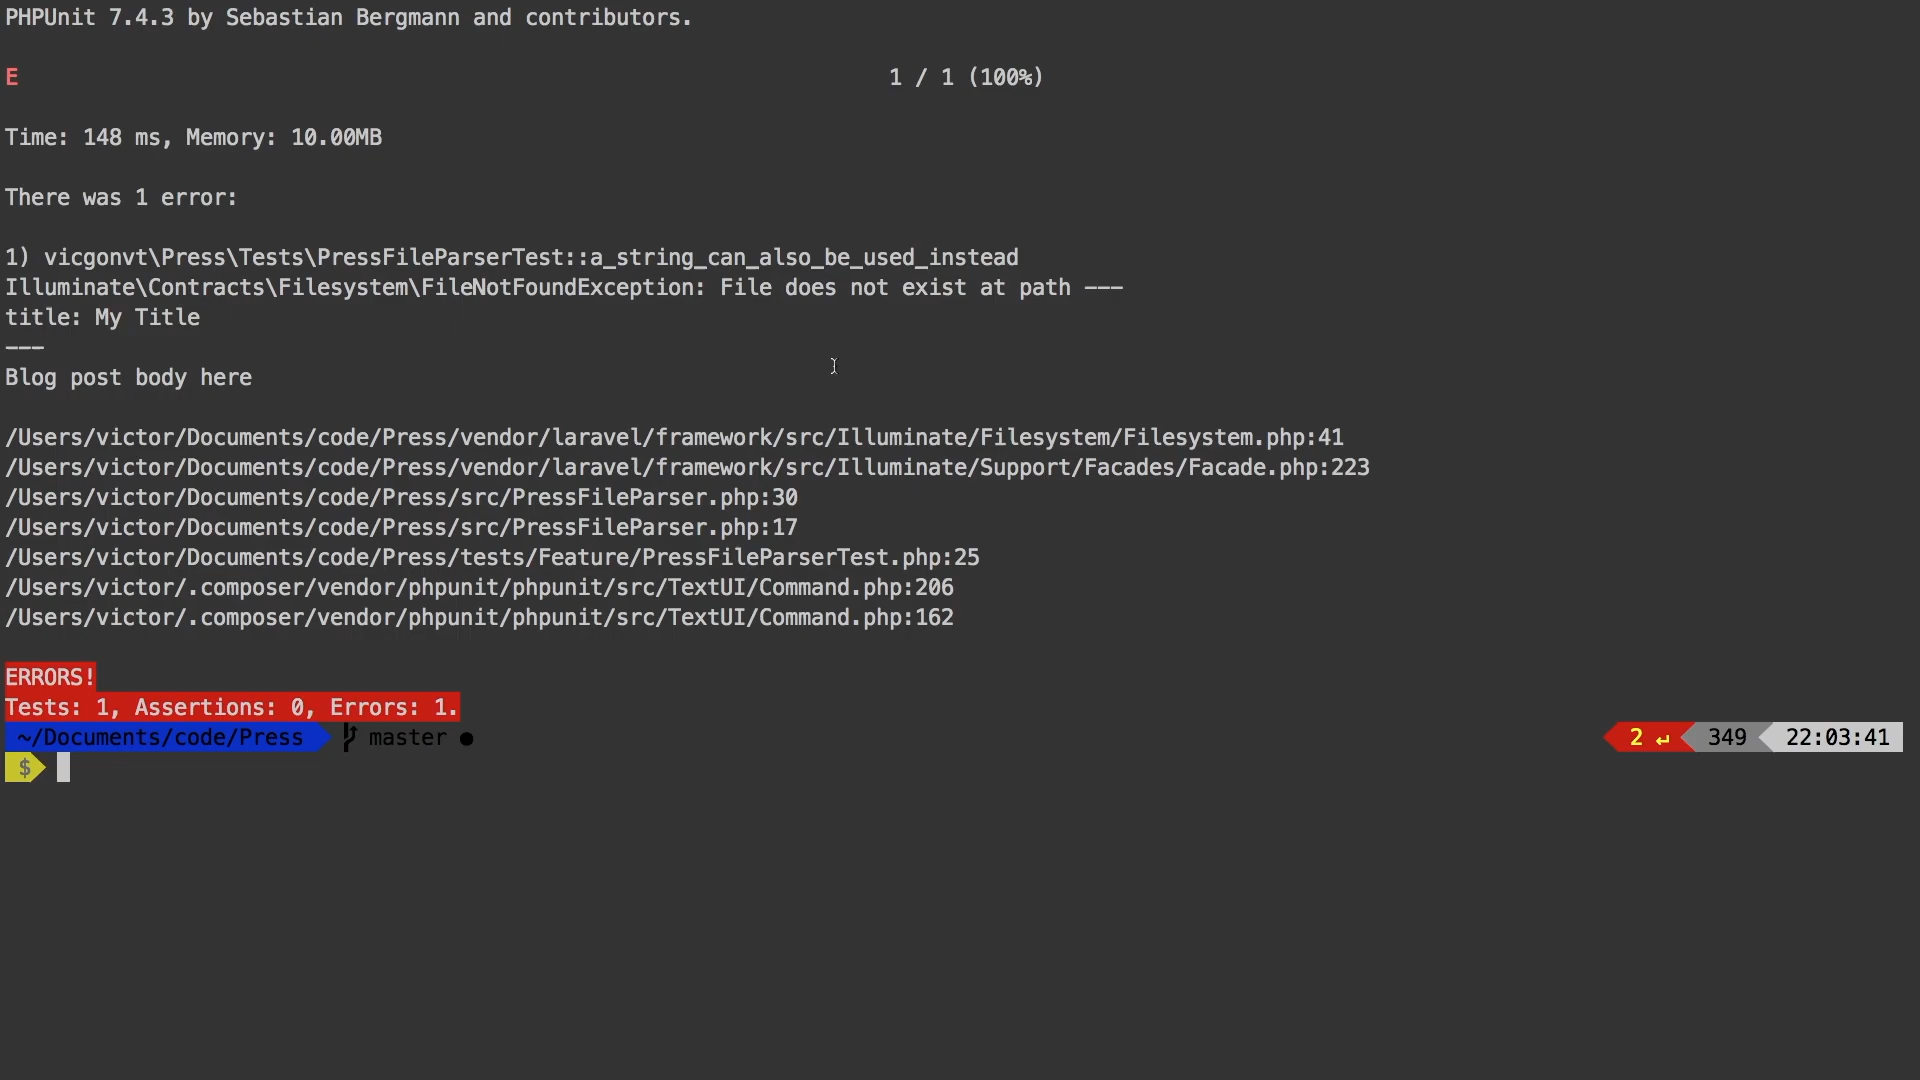 PHPUnit 7.4.3 by Sebastian Bergmann and contributors.
E 1 / 1 (100%)
Time: 148 ms, Memory: 10.00MB
There was 1 error:
1) vicgonvt\Press\Tests\PressFileParserTest::a_string_can_also_be_used_instead
Illuminate\Contracts\Filesystem\FileNotFoundException: File does not exist at path ---
title: My Title
---
Blog post body here
/Users/victor/Documents/code/Press/vendor/laravel/framework/src/Illuminate/Filesystem/Filesystem.php:41
/Users/victor/Documents/code/Press/vendor/laravel/framework/src/Illuminate/Support/Facades/Facade.php:223
/Users/victor/Documents/code/Press/src/PressFileParser.php:30
/Users/victor/Documents/code/Press/src/PressFileParser.php:17
/Users/victor/Documents/code/Press/tests/Feature/PressFileParserTest.php:25
/Users/victor/.composer/vendor/phpunit/phpunit/src/TextUI/Command.php:206
/Users/victor/.composer/vendor/phpunit/phpunit/src/TextUI/Command.php:162
ERRORS!
Tests: 1, Assertions: 0, Errors: 1.
~/Documents/code/Press master ● 2 ↵ 349 22:03:41
$